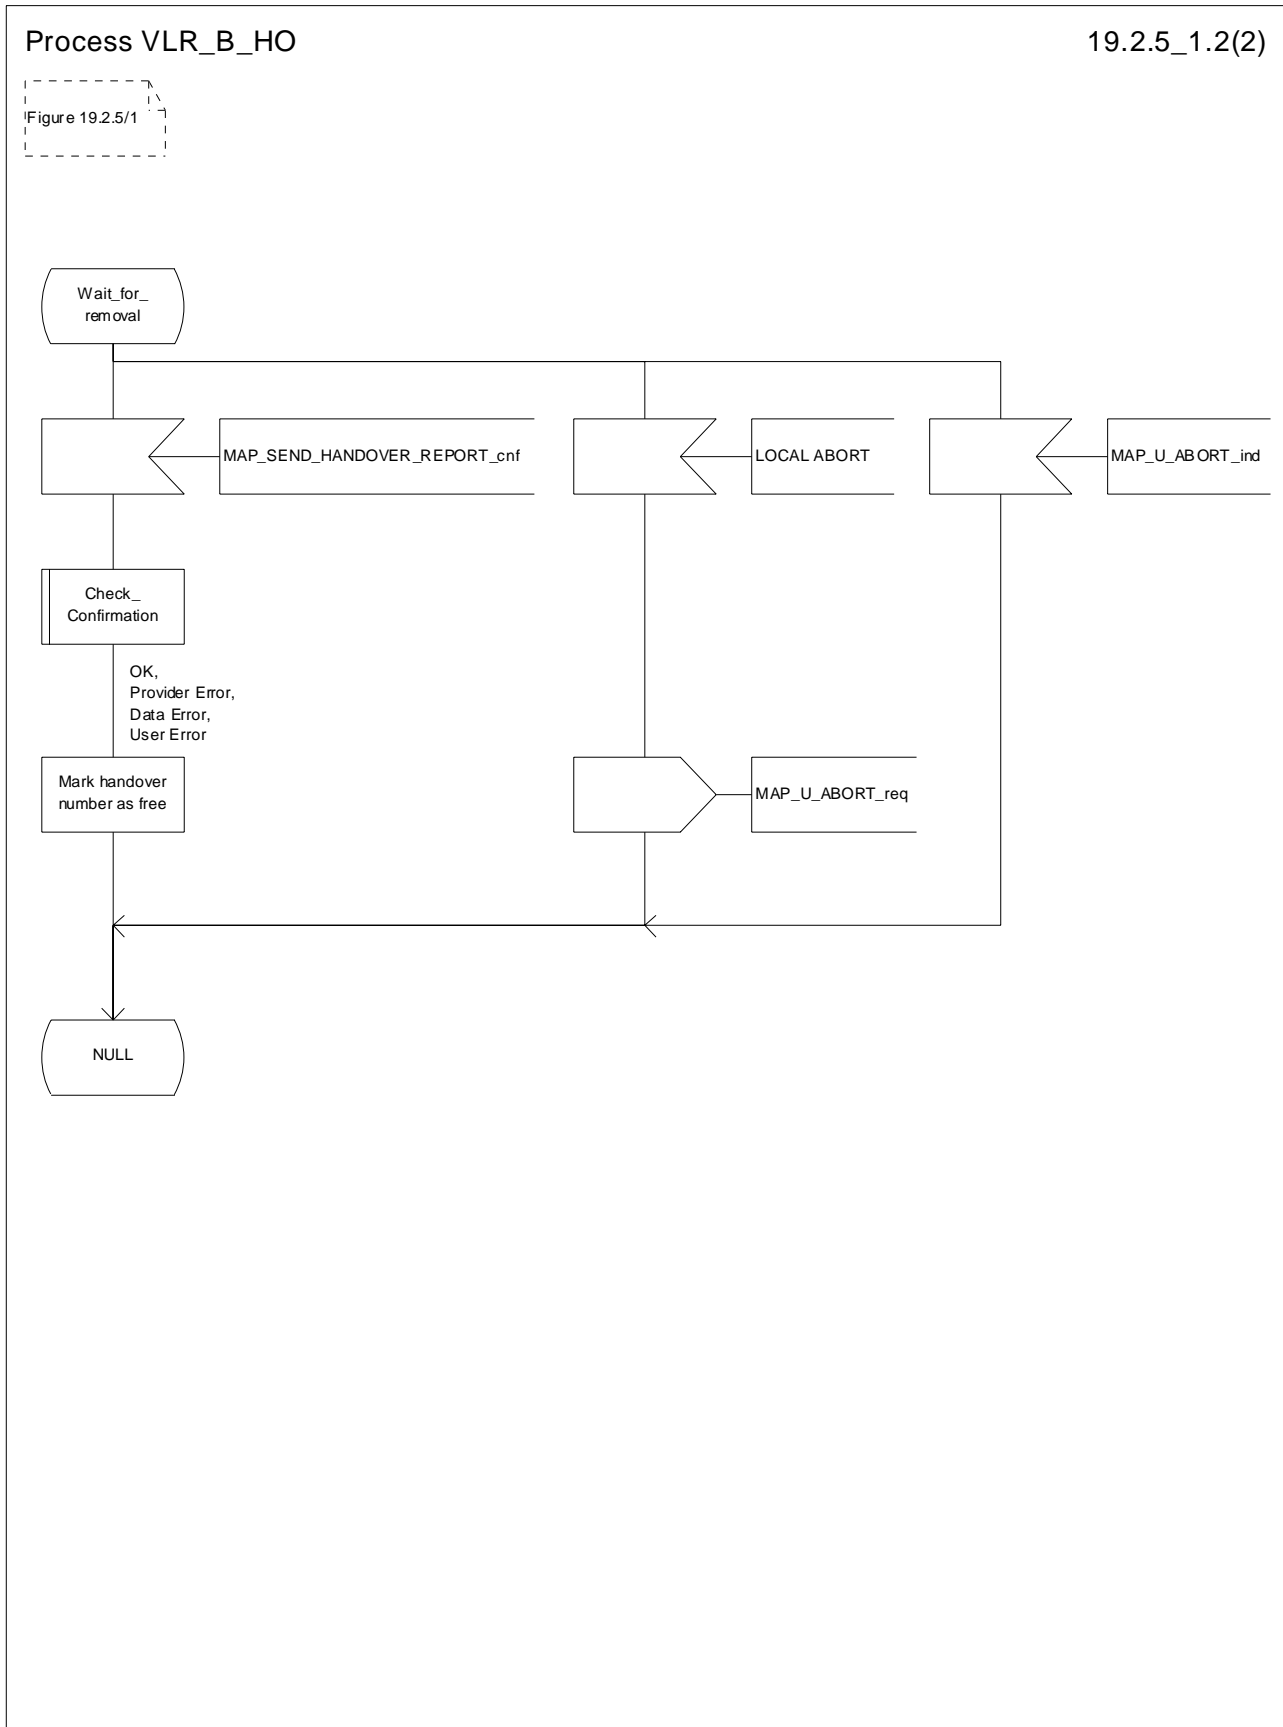 Process VLR_B_HO
19.2.5_1.2(2)
Figure 19.2.5/1
Wait_for_
removal
MAP_SEND_HANDOVER_REPORT_cnf
LOCAL ABORT
MAP_U_ABORT_ind
Check_
Confirmation
OK,
Provider Error,
Data Error,
User Error
Mark handover
number as free
MAP_U_ABORT_req
NULL